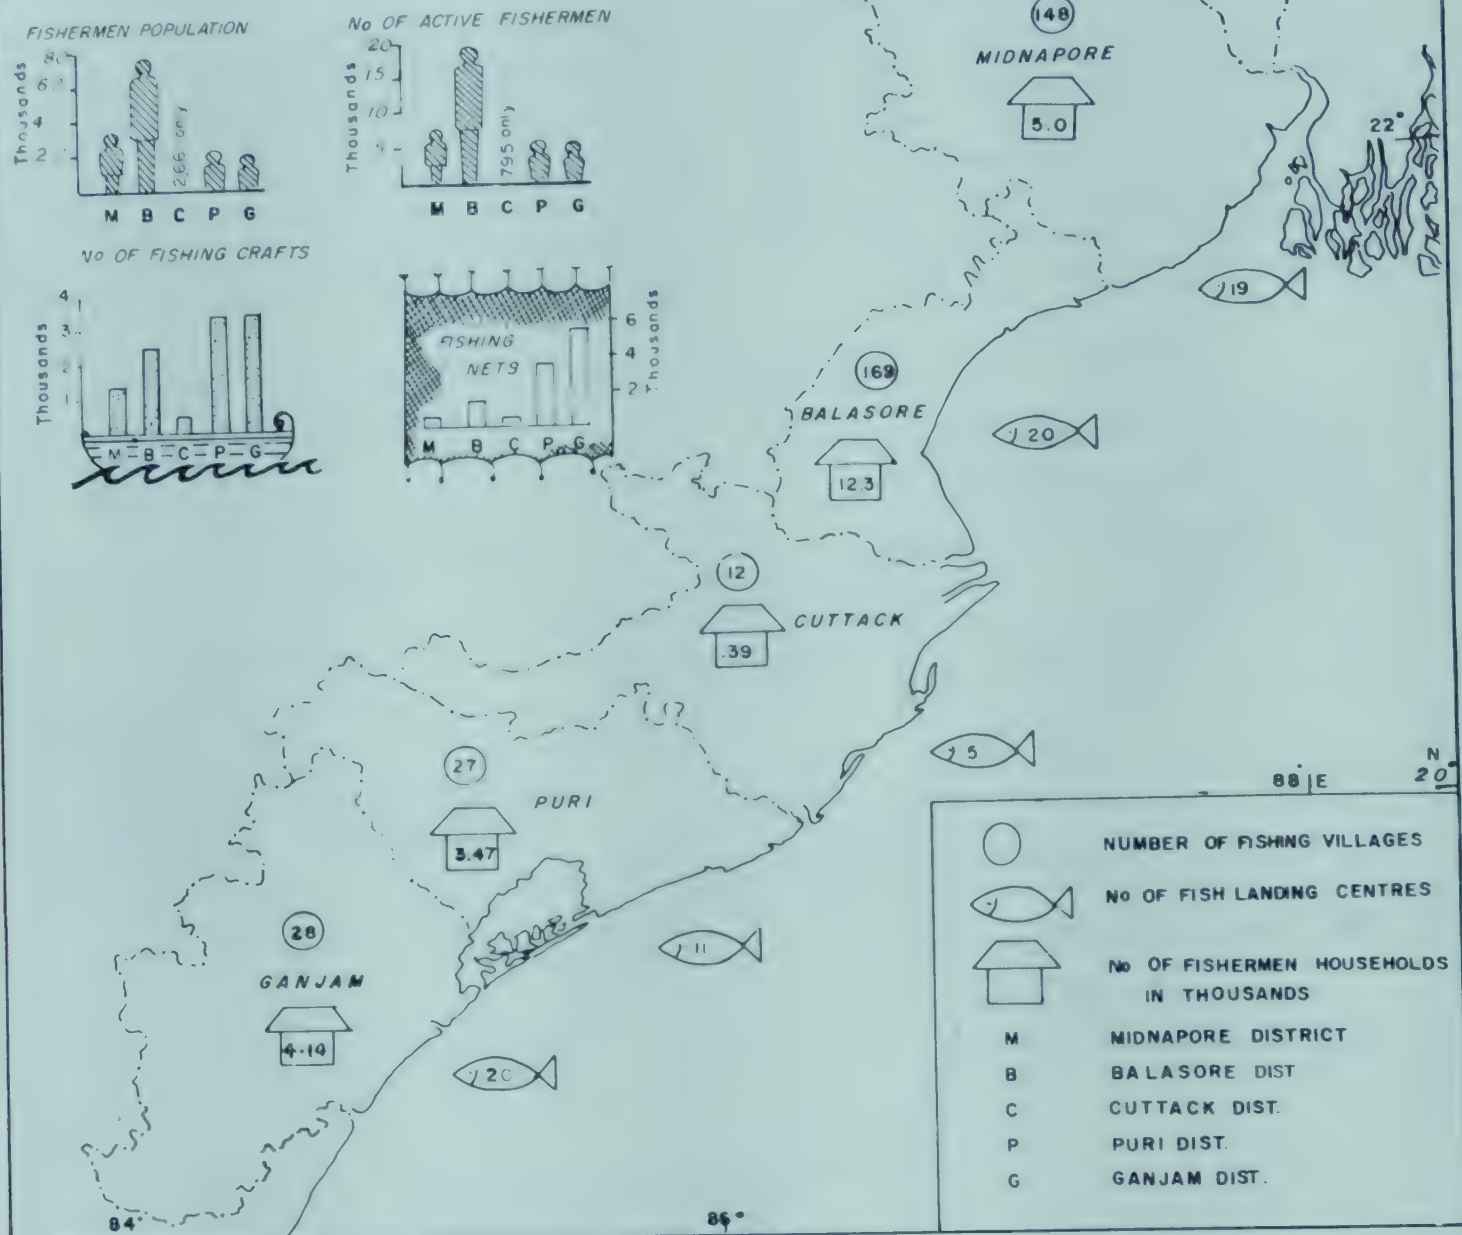 FISHERMEN POPULATION
Thousands
8
6
4
2
2,66 only
M B C P G
No OF ACTIVE FISHERMEN
Thousands
20
15
10
5
795 only
M B C P G
No OF FISHING CRAFTS
Thousands
4
3
2
1
M B C P G
FISHING
NETS
6
4
2
Thousands
M B C P G
148
MIDNAPORE
5.0
22°
19
169
BALASORE
12.3
20
12
CUTTACK
.39
5
27
PURI
3.47
11
28
GANJAM
4.14
20
84°
86°
88° E
N
20°
NUMBER OF FISHING VILLAGES
No OF FISH LANDING CENTRES
No OF FISHERMEN HOUSEHOLDS
IN THOUSANDS
M MIDNAPORE DISTRICT
B BALASORE DIST
C CUTTACK DIST.
P PURI DIST.
G GANJAM DIST.